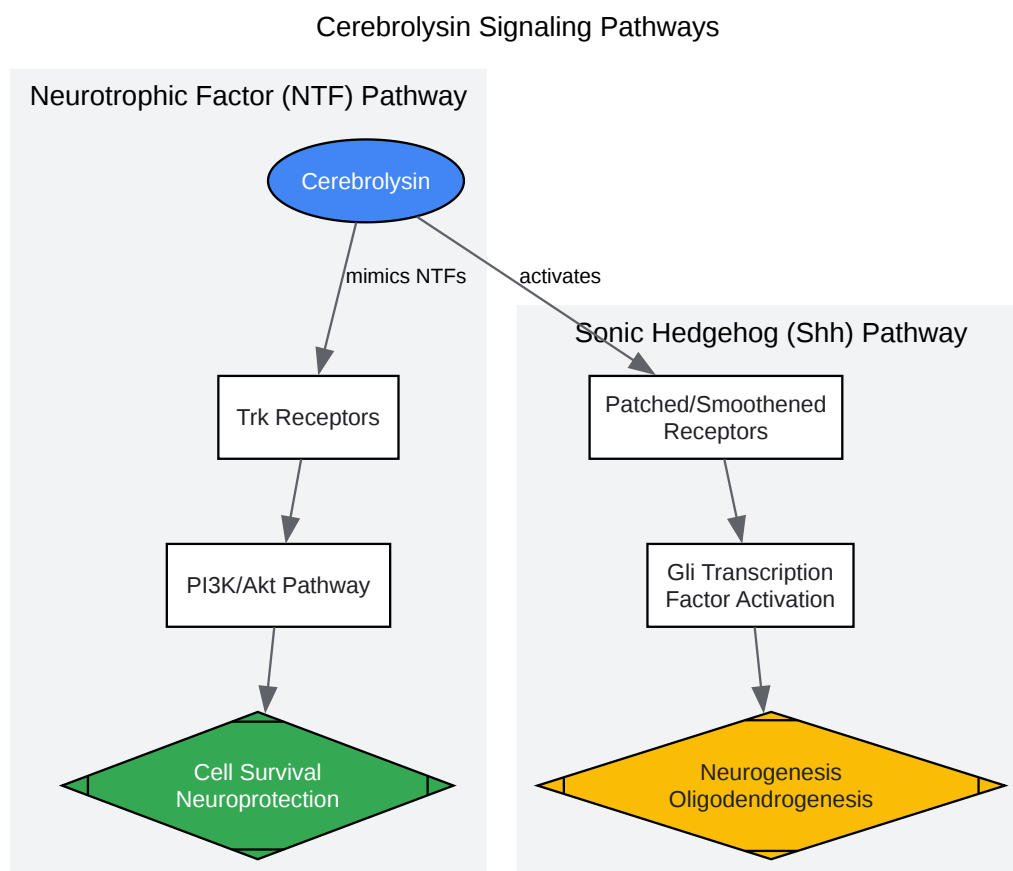 Cerebrolysin Signaling Pathways
Neurotrophic Factor (NTF) Pathway
Cerebrolysin
mimics NTFs
activates
Sonic Hedgehog (Shh) Pathway
Trk Receptors
Patched/Smoothened
Receptors
PI3K/Akt Pathway
Gli Transcription
Factor Activation
Cell Survival
Neuroprotection
Neurogenesis
Oligodendrogenesis